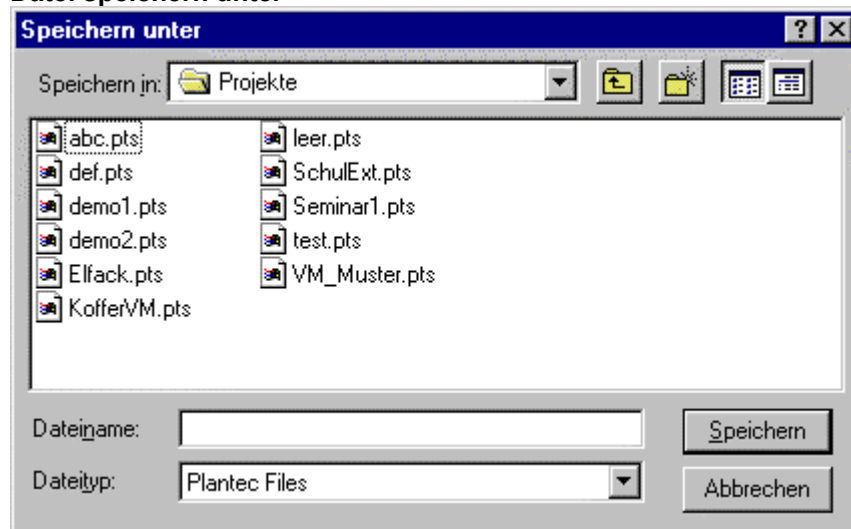 Datei speichern unter
Speichern unter
Speichern in: Projekte
abc.pts
def.pts
demo1.pts
demo2.pts
Elfack.pts
KofferVM.pts
leer.pts
SchulExt.pts
Seminar1.pts
test.pts
VM_Muster.pts
Dateiname:
Speichern
Dateityp: Plantec Files
Abbrechen